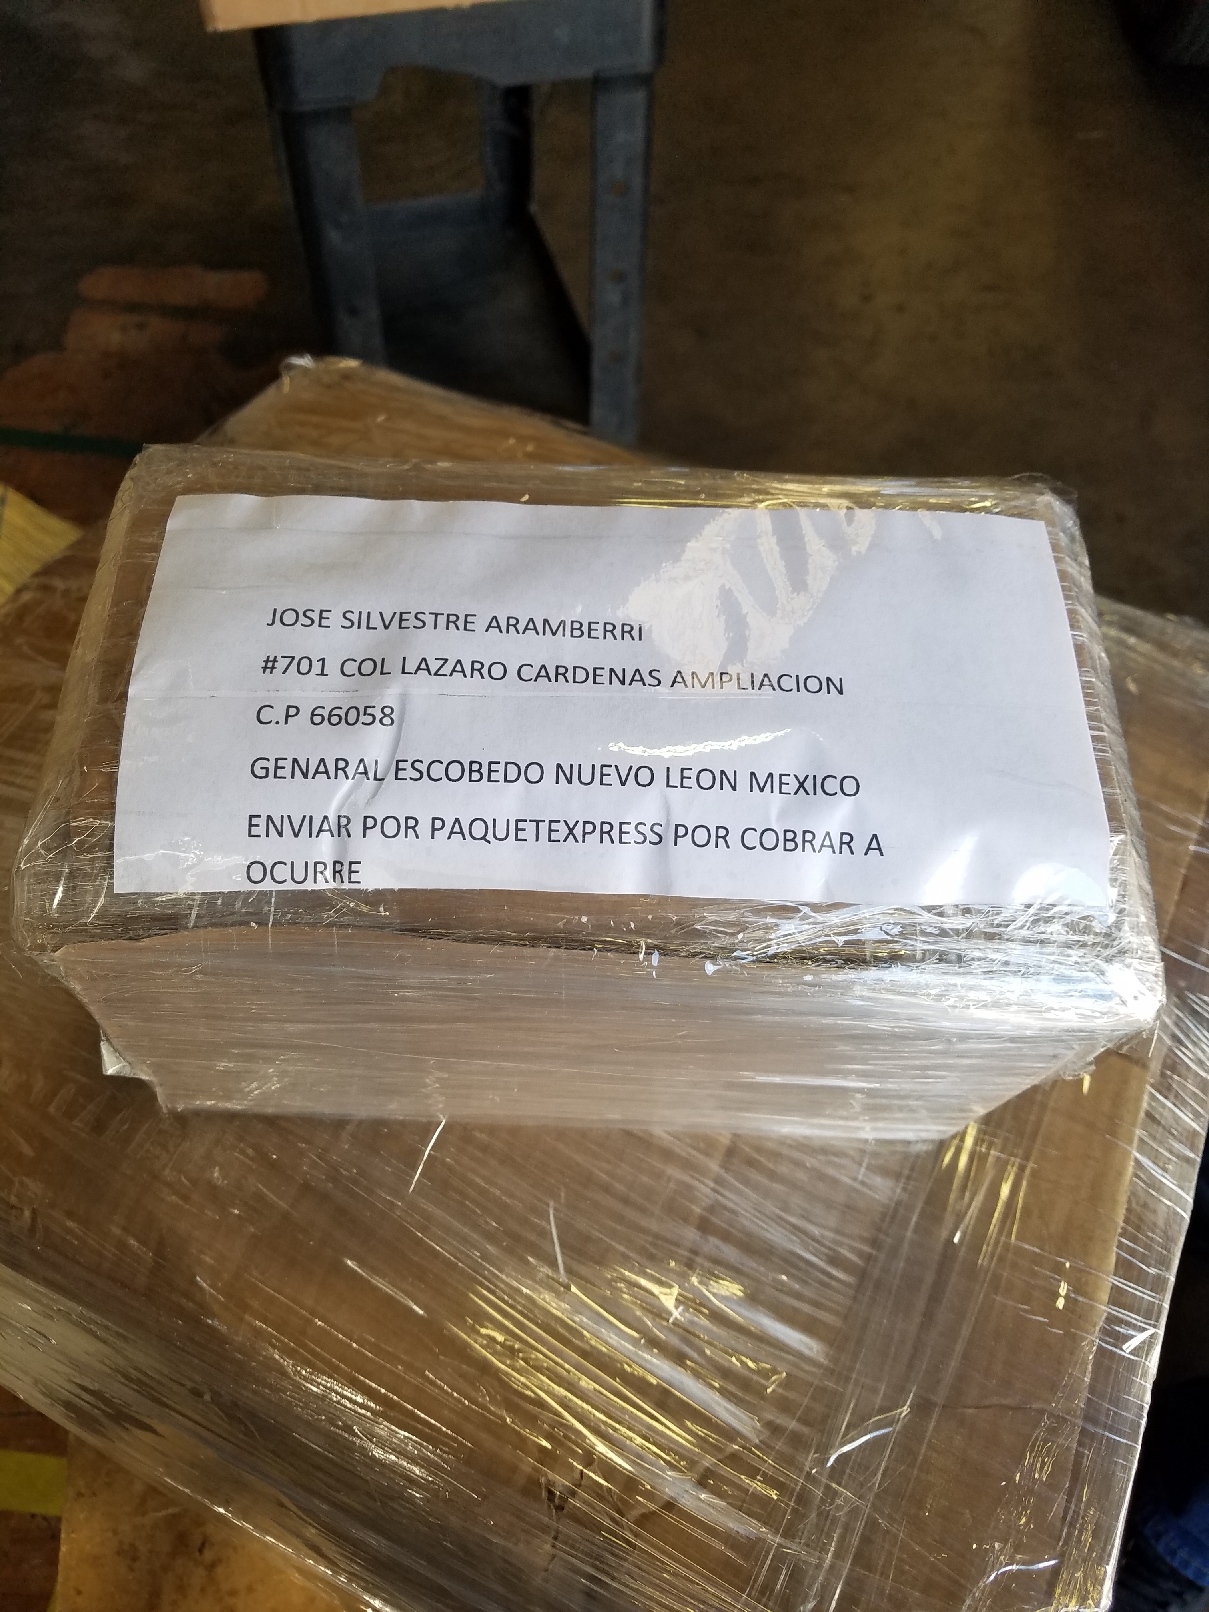 JOSE SILVESTRE ARAMBERRI
#701 COL LAZARO CARDENAS AMPLIACION
C.P 66058
GENARAL ESCOBEDO NUEVO LEON MEXICO
ENVIAR POR PAQUETEXPRESS POR COBRAR A
OCURRE